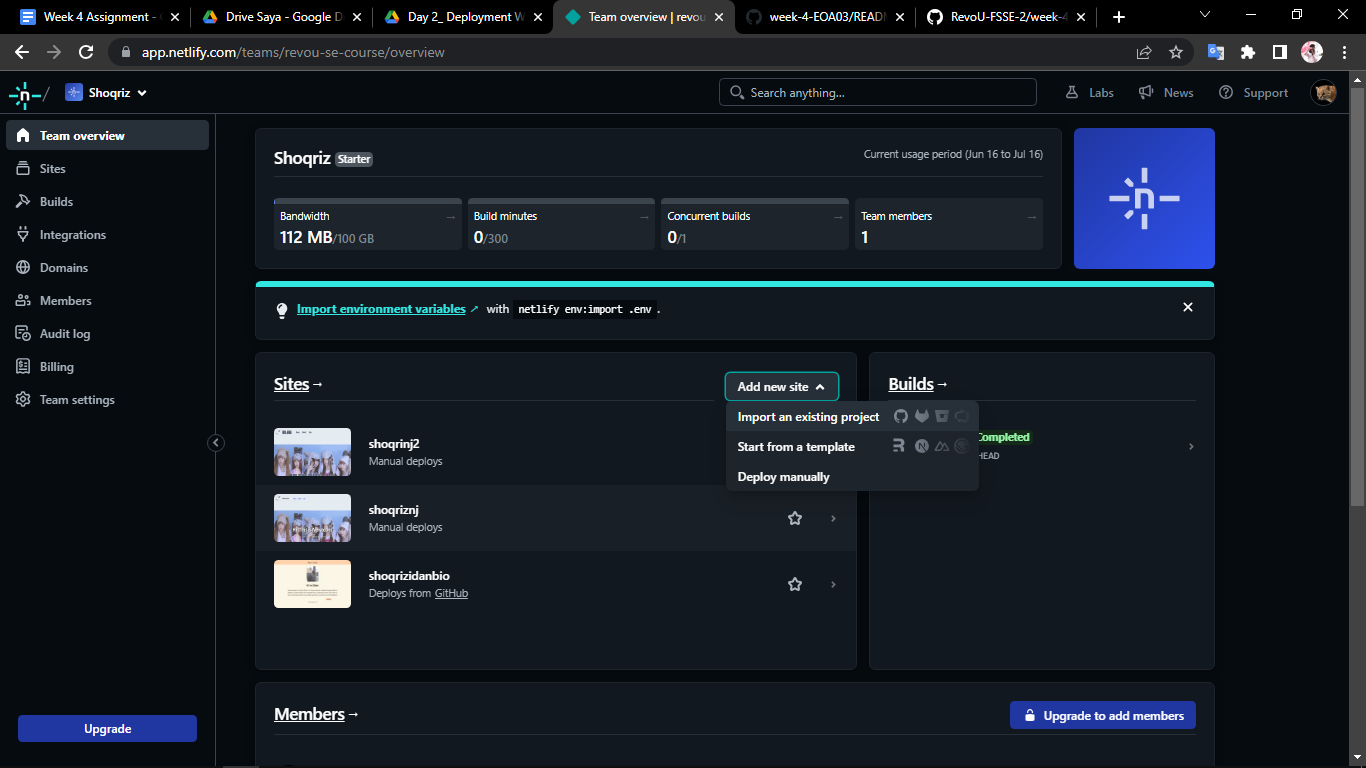 Week 4 Assignment -
Drive Saya - Google D
Day 2_ Deployment W
Team overview | revou
week-4-EOA03/READM
RevoU-FSSE-2/week-4
app.netlify.com/teams/revou-se-course/overview
Shoqriz
Search anything...
Labs
News
Support
Team overview
Sites
Builds
Integrations
Domains
Members
Audit log
Billing
Team settings
Upgrade
Shoqriz Starter
Current usage period (Jun 16 to Jul 16)
Bandwidth →
112 MB/100 GB
Build minutes →
0/300
Concurrent builds →
0/1
Team members →
1
Import environment variables ↗ with netlify env:import .env .
Sites →
Add new site
Import an existing project
Start from a template
Deploy manually
shoqrinj2
Manual deploys
shoqriznj
Manual deploys
shoqrizidanbio
Deploys from GitHub
Builds →
Completed
HEAD
Members →
Upgrade to add members